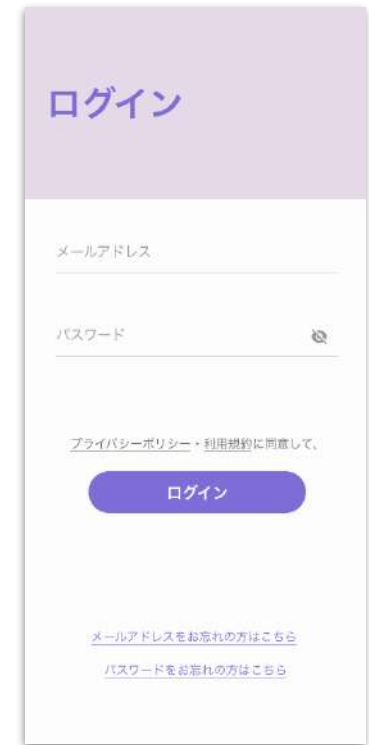 ログイン
メールアドレス
パスワード
プライバシーポリシー・利用規約に同意して、
ログイン
メールアドレスをお忘れの方はこちら
パスワードをお忘れの方はこちら